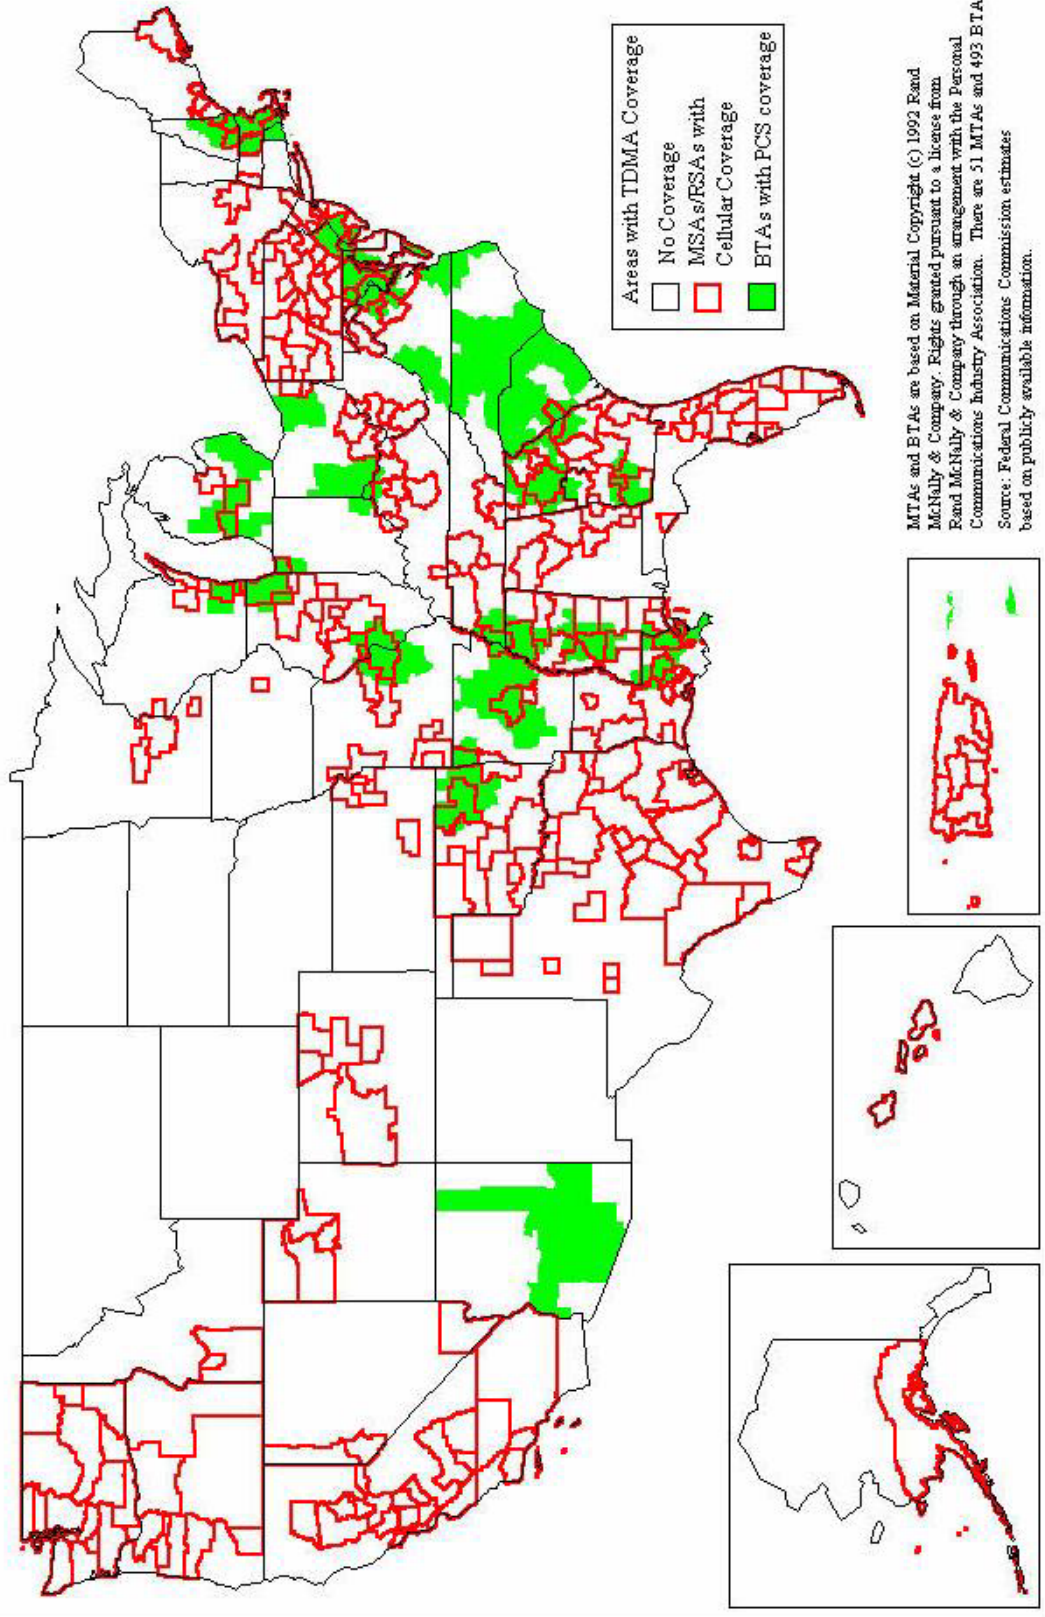 Areas with TDMA Coverage
No Coverage
MSAs/RSAs with
Cellular Coverage
BTAs with PCS coverage
MTAs and BTAs are based on Material Copyright (c) 1992 Rand
McNally & Company. Rights granted pursuant to a license from
Rand McNally & Company through an arrangement with the Personal
Communications Industry Association. There are 51 MTAs and 493 BTA
Source: Federal Communications Commission estimates
based on publicly available information.